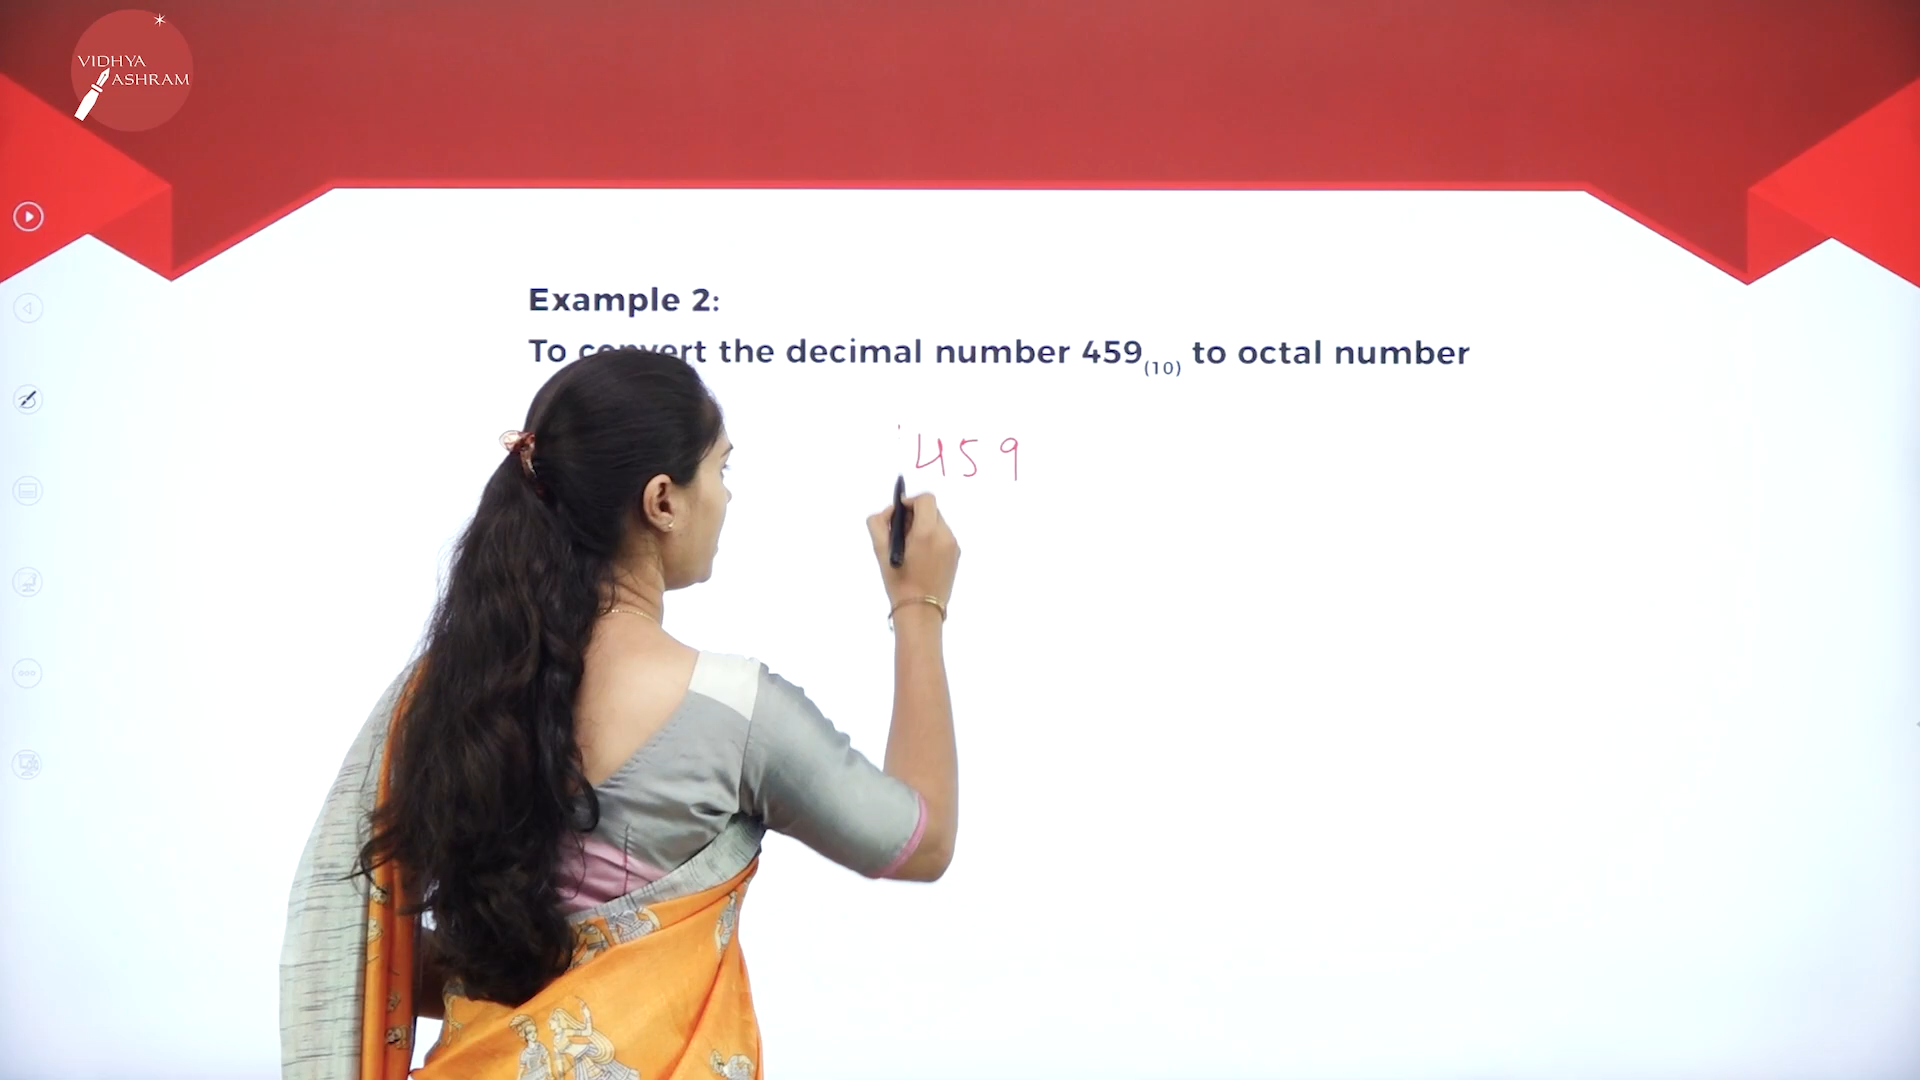 VIDHYA
ASHRAM
Example 2:
To convert the decimal number 459(10) to octal number
459